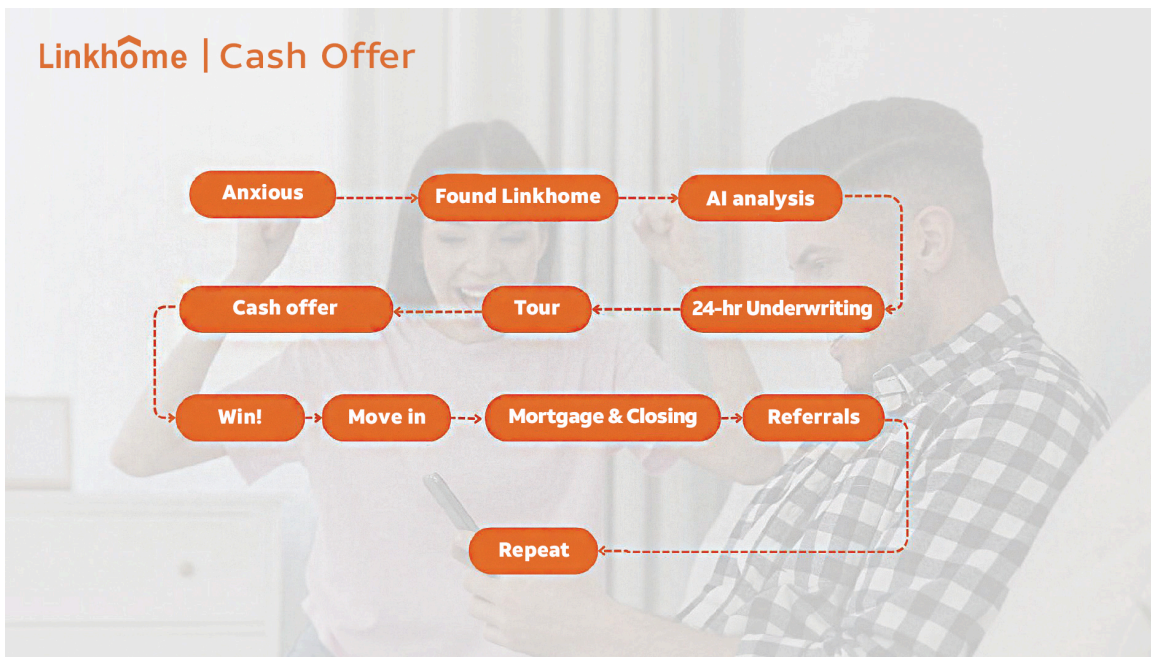 Linkhome | Cash Offer
Anxious
Found Linkhome
AI analysis
24-hr Underwriting
Tour
Cash offer
Win!
Move in
Mortgage & Closing
Referrals
Repeat